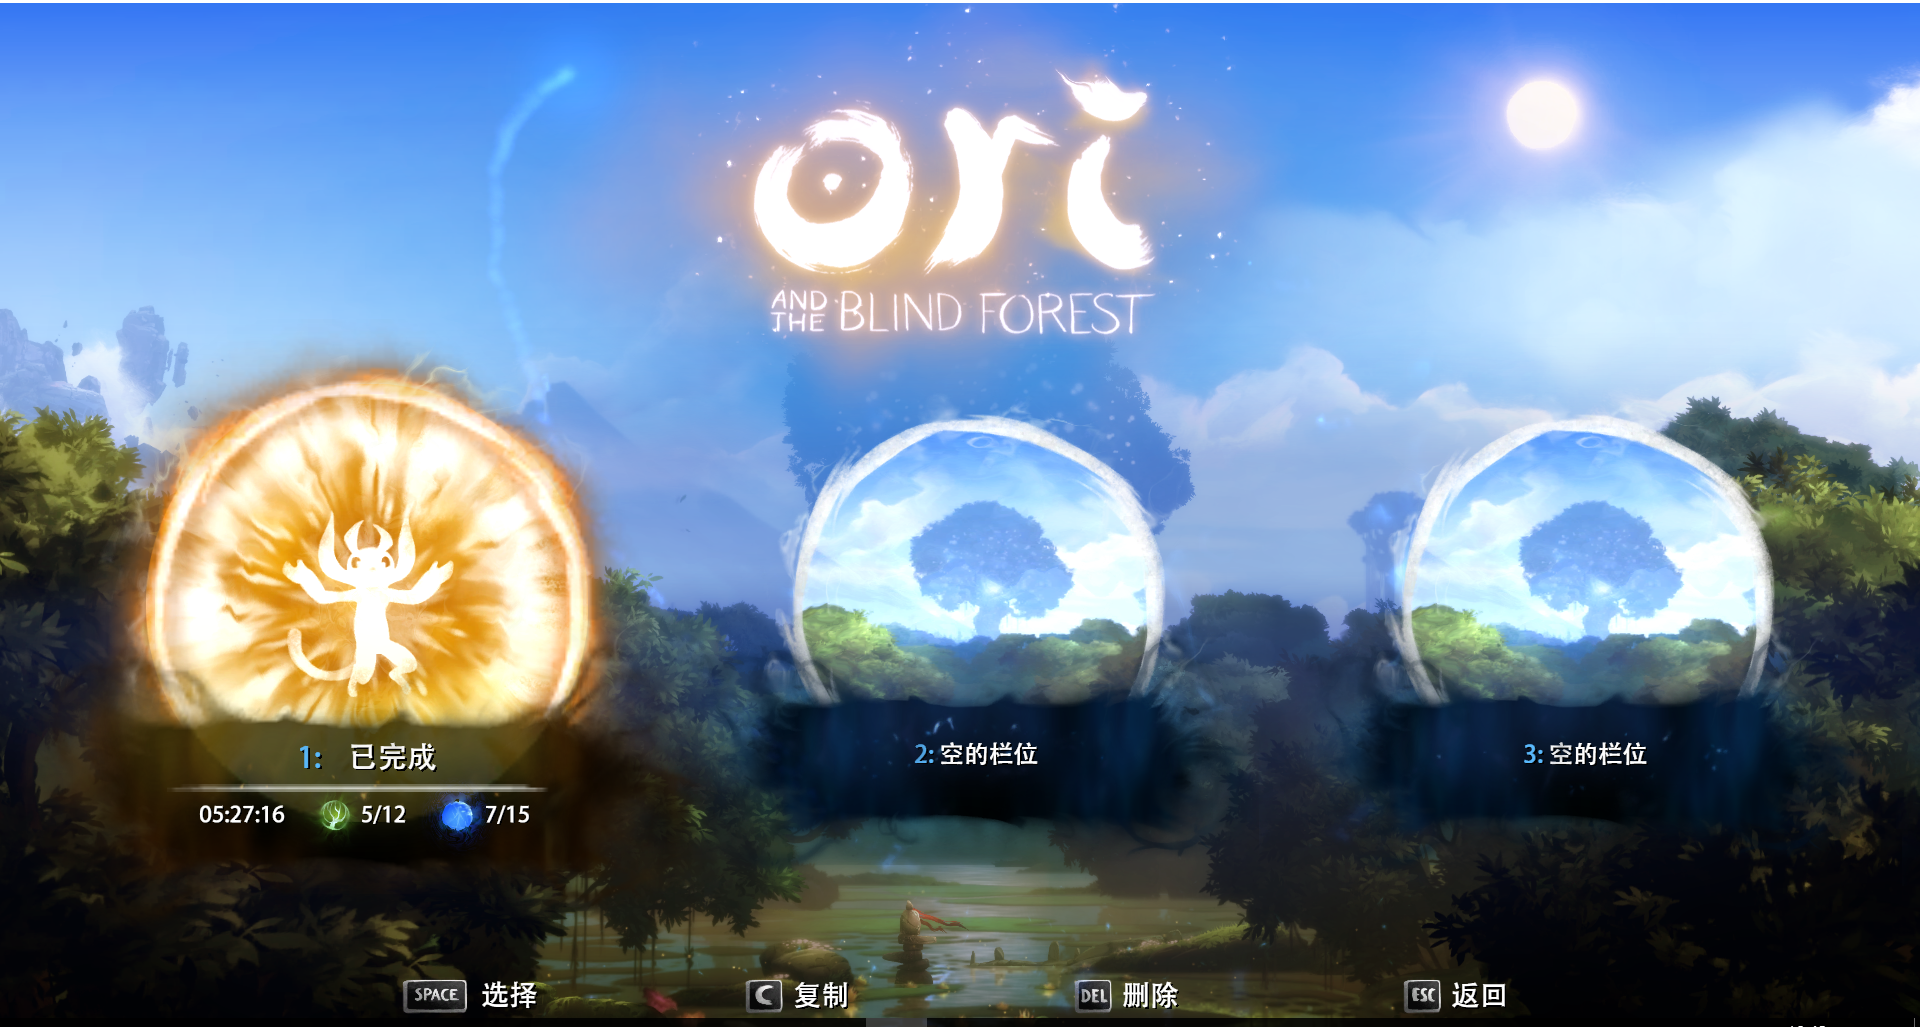 ori
AND THE BLIND FOREST
1: 已完成
05:27:16 5/12 7/15
2: 空的栏位
3: 空的栏位
SPACE 选择 C 复制 DEL 删除 ESC 返回